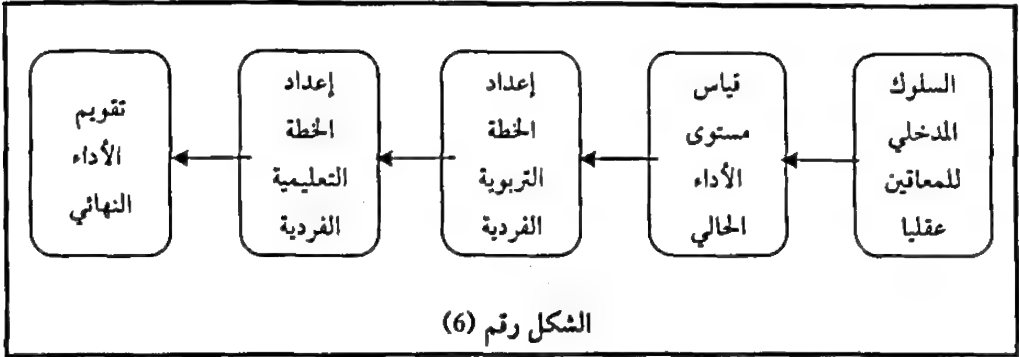 السلوك
المدخلي
للمعاقين
عقليا
قياس
مستوى
الأداء
الحالي
إعداد
الخطة
التربوية
الفردية
إعداد
الخطة
التعليمية
الفردية
تقويم
الأداء
النهائي
الشكل رقم (6)